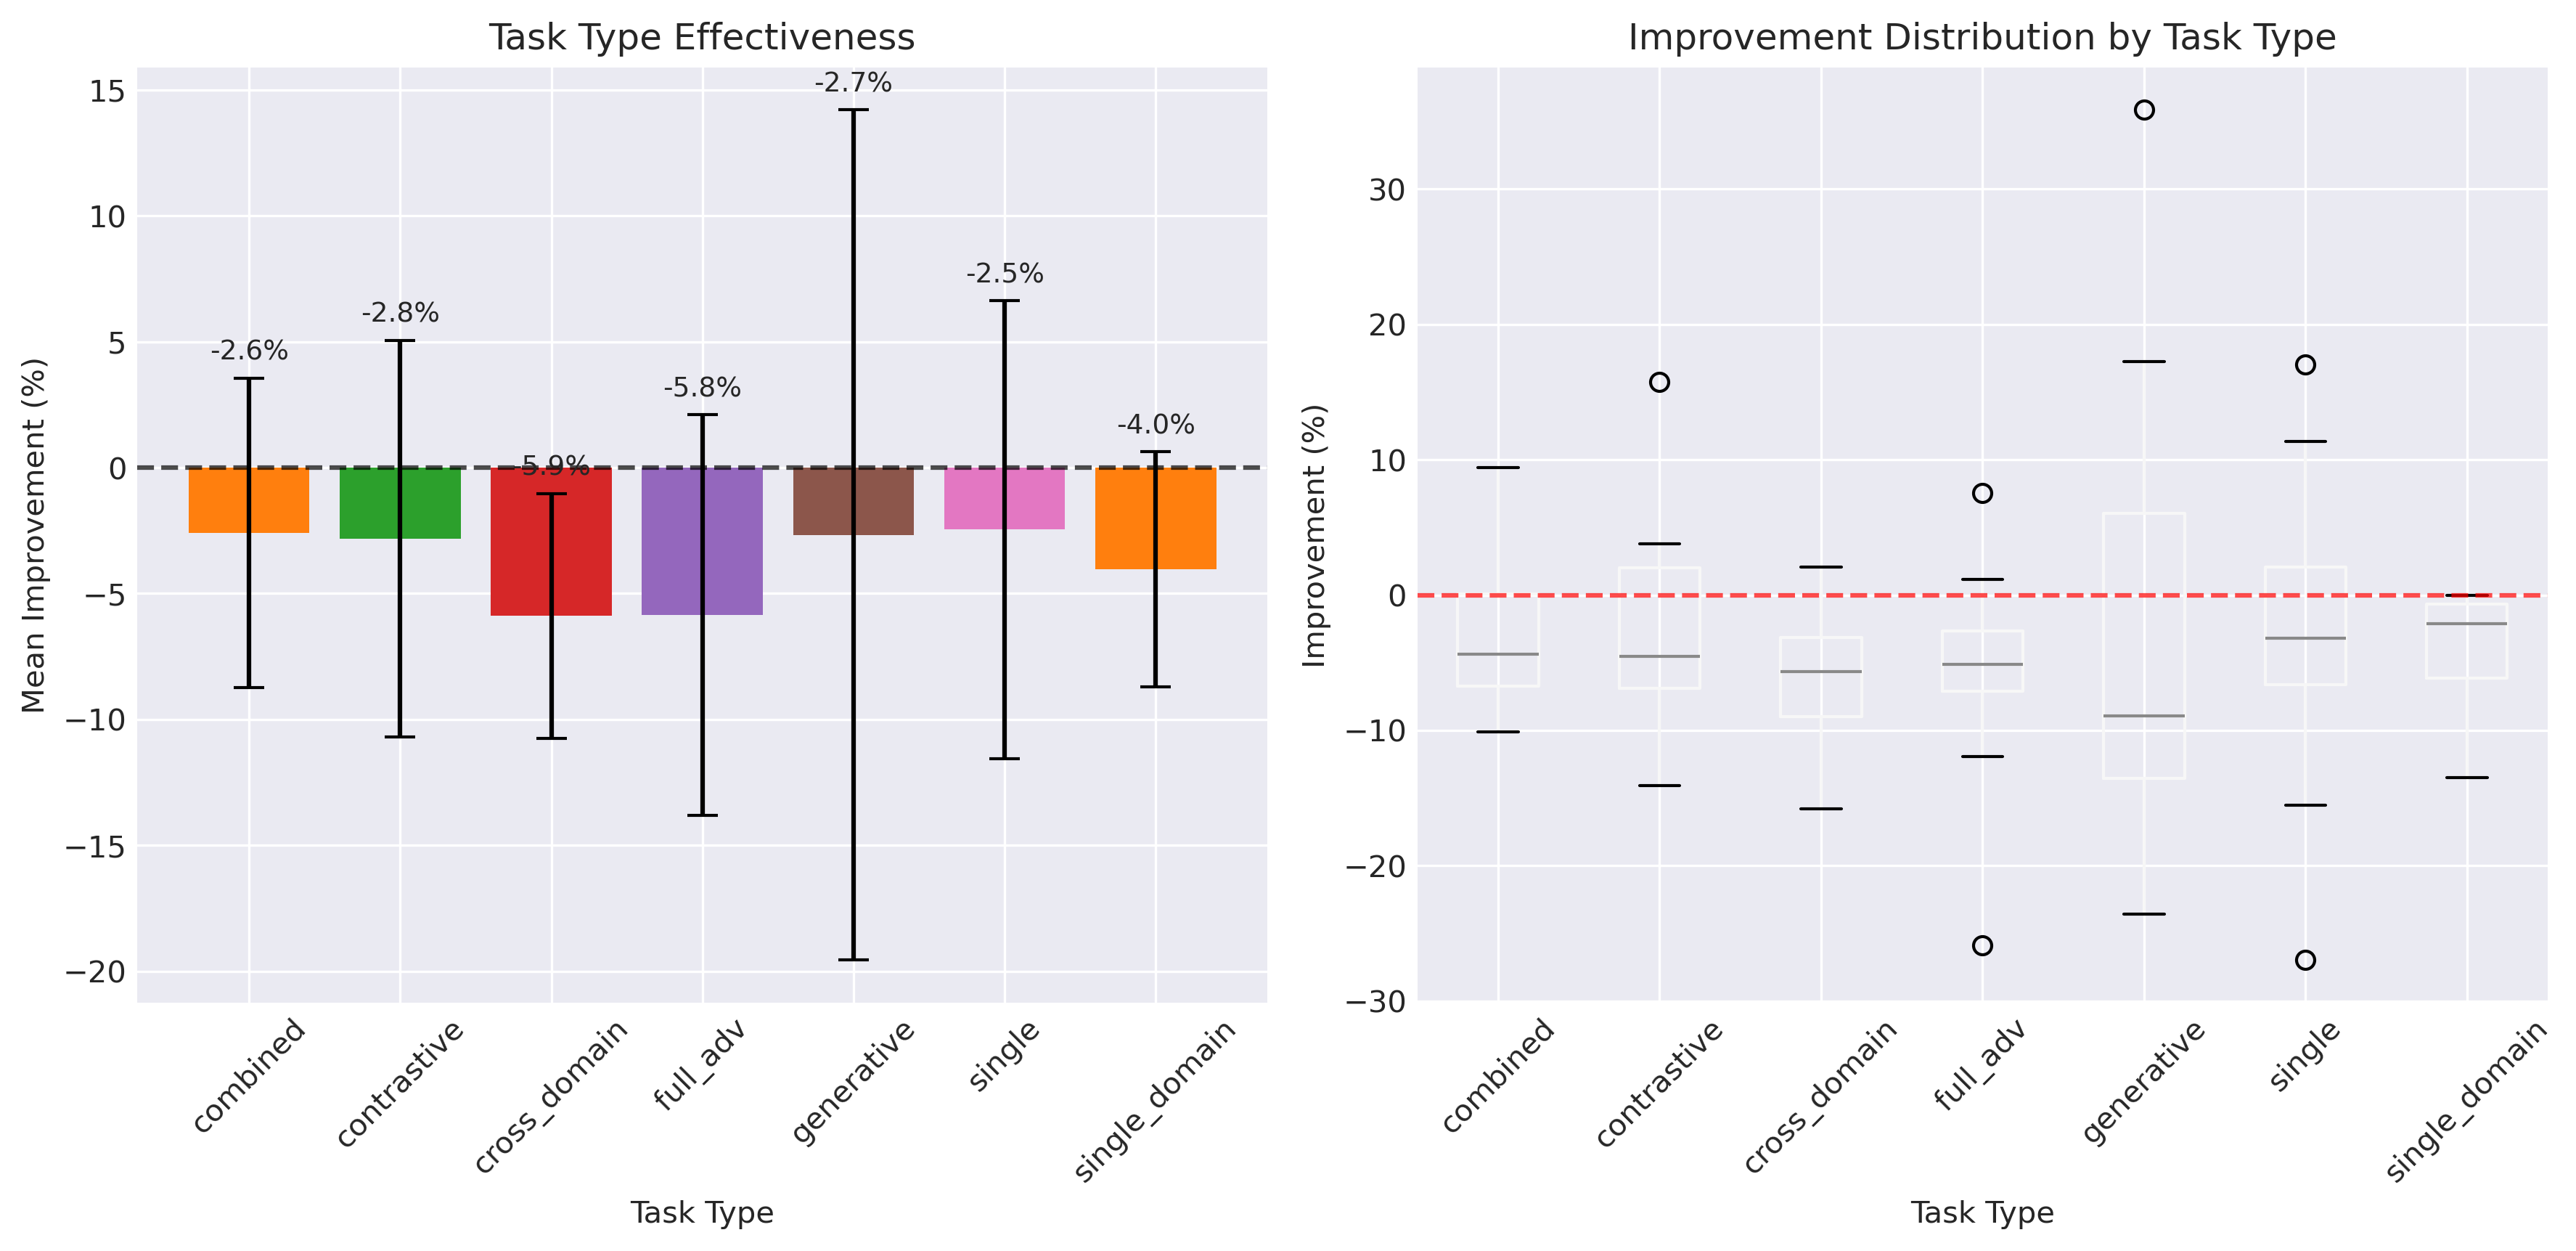 Task Type Effectiveness
Mean Improvement (%)
15
10
5
0
−5
−10
−15
−20
-2.6%
-2.8%
-5.9%
-5.8%
-2.7%
-2.5%
-4.0%
combined
contrastive
cross_domain
full_adv
generative
single
single_domain
Task Type
Improvement Distribution by Task Type
Improvement (%)
30
20
10
0
−10
−20
−30
combined
contrastive
cross_domain
full_adv
generative
single
single_domain
Task Type